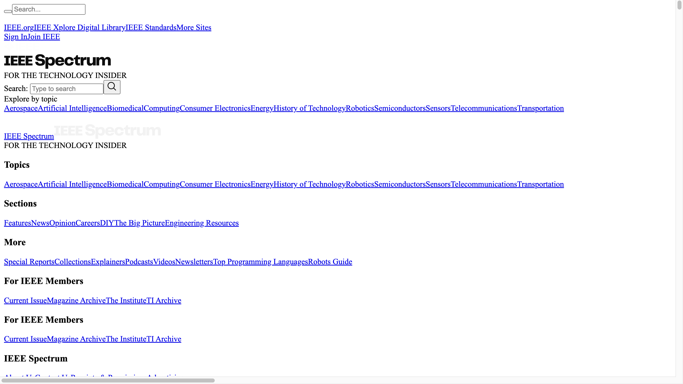 Search...
IEEE.orgIEEE Xplore Digital LibraryIEEE StandardsMore Sites
Sign InJoin IEEE
IEEE Spectrum
FOR THE TECHNOLOGY INSIDER
Search: Type to search
Explore by topic
AerospaceArtificial IntelligenceBiomedicalComputingConsumer ElectronicsEnergyHistory of TechnologyRoboticsSemiconductorsSensorsTelecommunicationsTransportation
IEEE Spectrum IEEE Spectrum
FOR THE TECHNOLOGY INSIDER
Topics
AerospaceArtificial IntelligenceBiomedicalComputingConsumer ElectronicsEnergyHistory of TechnologyRoboticsSemiconductorsSensorsTelecommunicationsTransportation
Sections
FeaturesNewsOpinionCareersDIYThe Big PictureEngineering Resources
More
Special ReportsCollectionsExplainersPodcastsVideosNewslettersTop Programming LanguagesRobots Guide
For IEEE Members
Current IssueMagazine ArchiveThe InstituteTI Archive
For IEEE Members
Current IssueMagazine ArchiveThe InstituteTI Archive
IEEE Spectrum